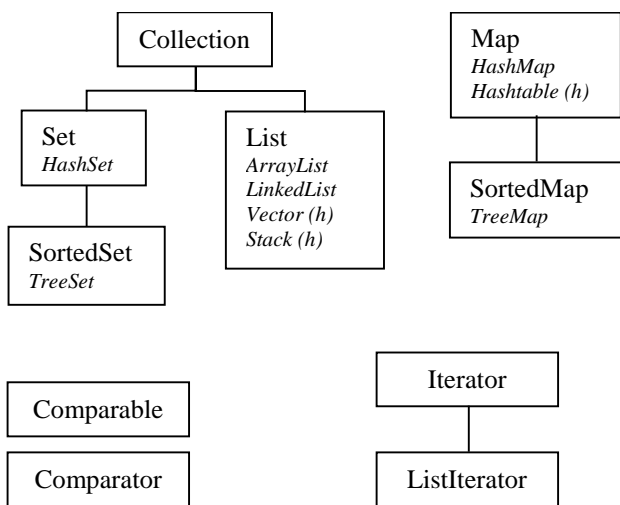 Collection
Map
HashMap
Hashtable (h)
Set
HashSet
List
ArrayList
LinkedList
Vector (h)
Stack (h)
SortedMap
TreeMap
SortedSet
TreeSet
Comparable
Comparator
Iterator
ListIterator